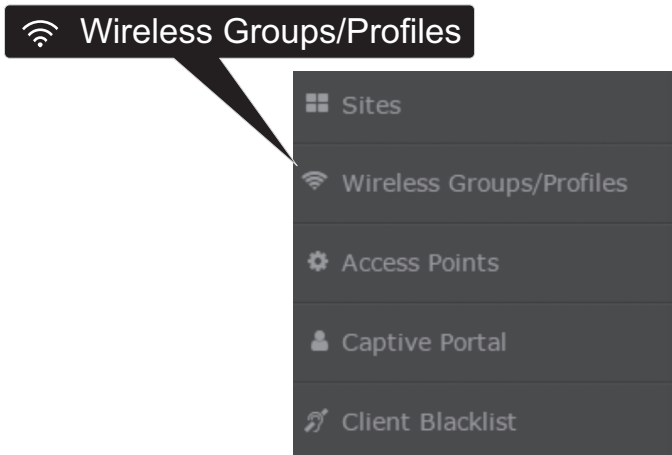 Wireless Groups/Profiles
Sites
Wireless Groups/Profiles
Access Points
Captive Portal
Client Blacklist